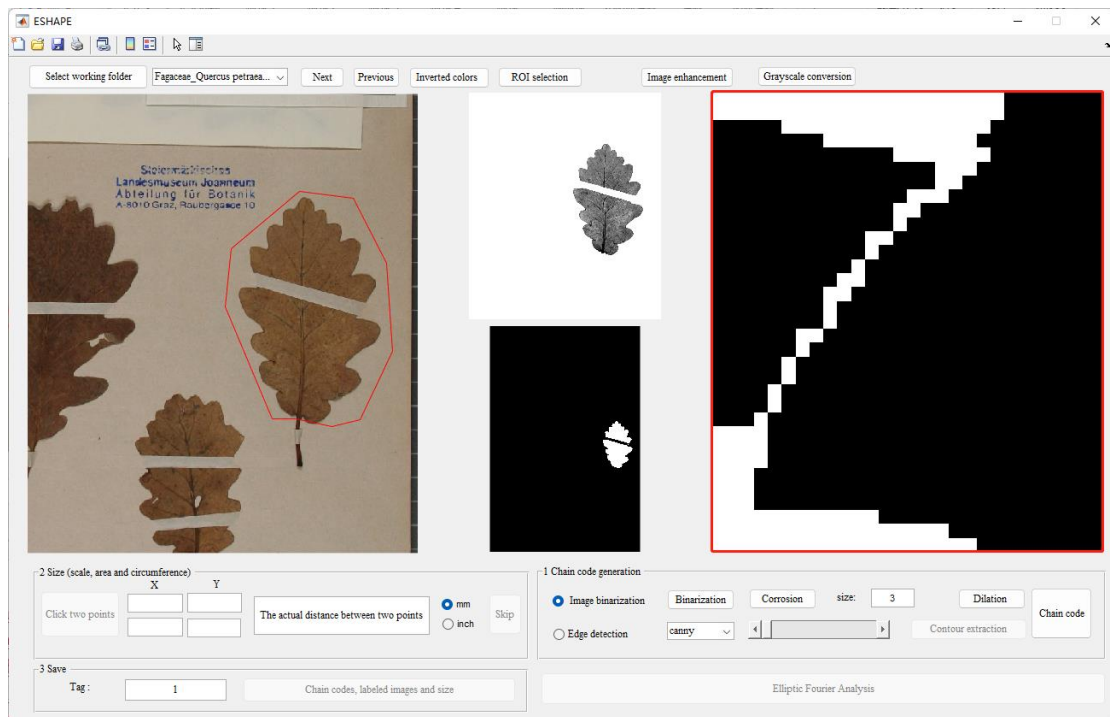 ESHAPE
Select working folder
Fagaceae_Quercus petraea...
Next
Previous
Inverted colors
ROI selection
Image enhancement
Grayscale conversion
Steiermärkisches
Landesmuseum Joanneum
Abteilung für Botanik
A-8010 Graz, Raubergasse 10
2 Size (scale, area and circumference)
X Y
Click two points
The actual distance between two points
mm
inch
Skip
1 Chain code generation
Image binarization
Binarization
Corrosion
size:
3
Dilation
Chain code
Edge detection
canny
Contour extraction
3 Save
Tag :
1
Chain codes, labeled images and size
Elliptic Fourier Analysis